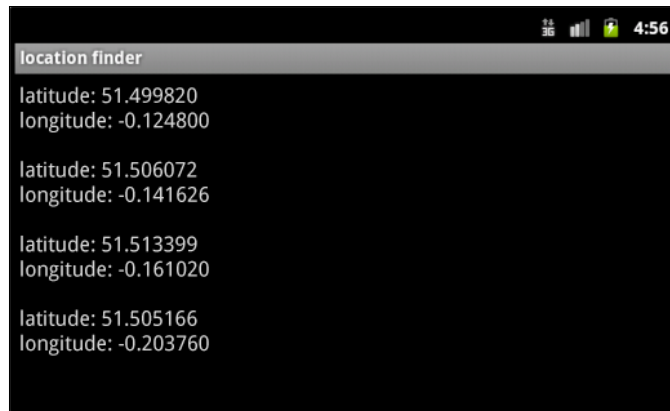 3G 4:56
location finder
latitude: 51.499820
longitude: -0.124800
latitude: 51.506072
longitude: -0.141626
latitude: 51.513399
longitude: -0.161020
latitude: 51.505166
longitude: -0.203760